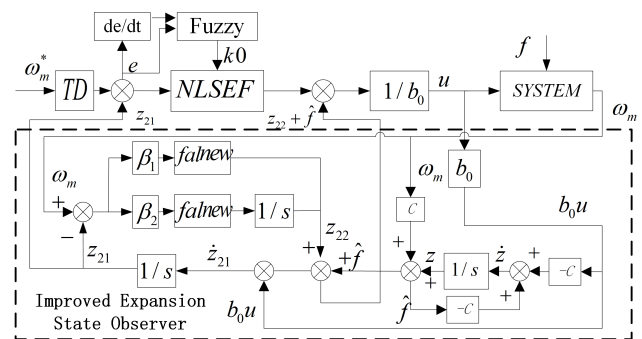 de/dt
Fuzzy
f
ω*m
e
k0
TD
NLSEF
1/b0
u
SYSTEM
z21
z22 + f̂
ωm
β1
falnew
ωm
b0
ωm
+
β2
falnew
1/s
C
b0u
−
z21
z22
+
+
+f̂
z
+
ż
+
1/s
ż21
1/s
-C
+
Improved Expansion
State Observer
b0u
f̂
-C